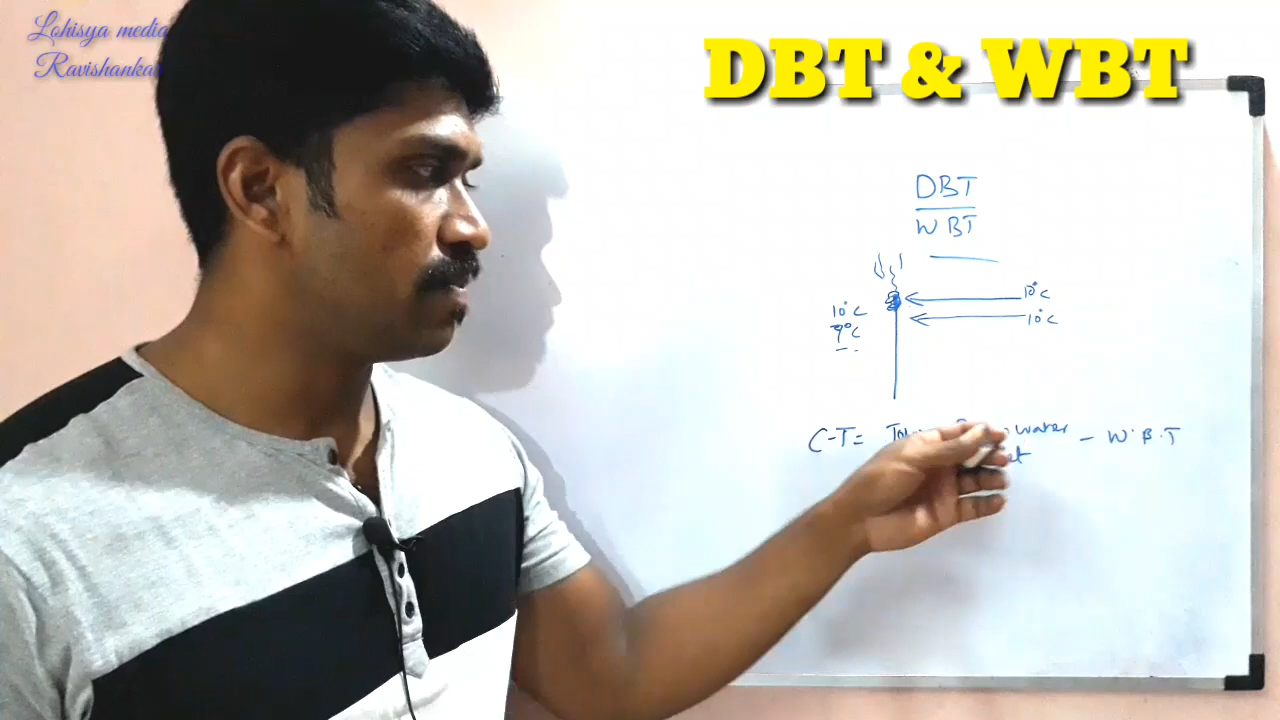 Lohisya media
Ravishankar
DBT & WBT
DBT
WBT
10°C
10°C
10°C
9°C
C-T= water - W.B.T